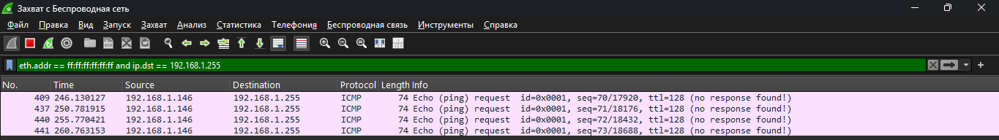 Захват с Беспроводная сеть
Файл Правка Вид Запуск Захват Анализ Статистика Телефония Беспроводная связь Инструменты Справка
eth.addr == ff:ff:ff:ff:ff:ff and ip.dst == 192.168.1.255
No. Time Source Destination Protocol Length Info
409 246.130127 192.168.1.146 192.168.1.255 ICMP 74 Echo (ping) request id=0x0001, seq=70/17920, ttl=128 (no response found!)
437 250.781915 192.168.1.146 192.168.1.255 ICMP 74 Echo (ping) request id=0x0001, seq=71/18176, ttl=128 (no response found!)
440 255.770421 192.168.1.146 192.168.1.255 ICMP 74 Echo (ping) request id=0x0001, seq=72/18432, ttl=128 (no response found!)
441 260.763153 192.168.1.146 192.168.1.255 ICMP 74 Echo (ping) request id=0x0001, seq=73/18688, ttl=128 (no response found!)